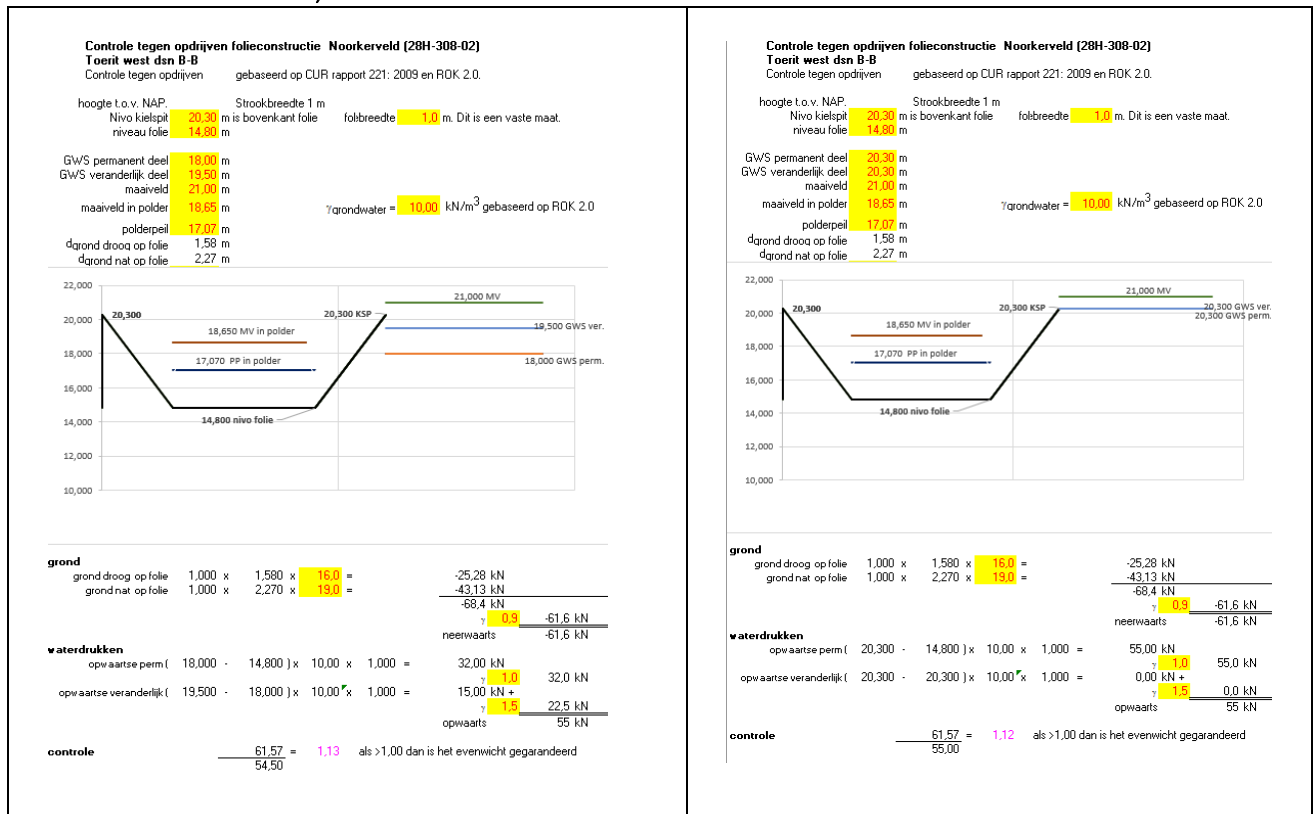 Controle tegen opdrijven folieconstructie Noorkerveld (28H-308-02)
Toerit west dsn B-B
Controle tegen opdrijven gebaseerd op CUR rapport 221: 2009 en ROK 2.0.
hoogte t.o.v. NAP. Strookbreedte 1 m
Nivo kielspit 20,30 m is bovenkant folie foliebreedte 1,0 m. Dit is een vaste maat.
niveau folie 14,80 m
GWS permanent deel 18,00 m
GWS veranderlijk deel 19,50 m
maaiveld 21,00 m
maaiveld in polder 18,65 m γgrondwater = 10,00 kN/m3 gebaseerd op ROK 2.0
polderpeil 17,07 m
dgrond droog op folie 1,58 m
dgrond nat op folie 2,27 m
22,000
21,000 MV
20,000
20,300
20,300 KSP
19,500 GWS ver.
18,650 MV in polder
18,000
18,000 GWS perm.
17,070 PP in polder
16,000
14,800 nivo folie
14,000
12,000
10,000
grond
grond droog op folie 1,000 x 1,580 x 16,0 = -25,28 kN
grond nat op folie 1,000 x 2,270 x 19,0 = -43,13 kN
-68,4 kN
γ 0,9 -61,6 kN
neerwaarts -61,6 kN
waterdrukken
opwaartse perm ( 18,000 - 14,800 ) x 10,00 x 1,000 = 32,00 kN
γ 1,0 32,0 kN
opwaartse veranderlijk ( 19,500 - 18,000 ) x 10,00 x 1,000 = 15,00 kN +
γ 1,5 22,5 kN
opwaarts 55 kN
controle 61,57 = 1,13 als >1,00 dan is het evenwicht gegarandeerd
54,50
Controle tegen opdrijven folieconstructie Noorkerveld (28H-308-02)
Toerit west dsn B-B
Controle tegen opdrijven gebaseerd op CUR rapport 221: 2009 en ROK 2.0.
hoogte t.o.v. NAP. Strookbreedte 1 m
Nivo kielspit 20,30 m is bovenkant folie foliebreedte 1,0 m. Dit is een vaste maat.
niveau folie 14,80 m
GWS permanent deel 20,30 m
GWS veranderlijk deel 20,30 m
maaiveld 21,00 m
maaiveld in polder 18,65 m γgrondwater = 10,00 kN/m3 gebaseerd op ROK 2.0
polderpeil 17,07 m
dgrond droog op folie 1,58 m
dgrond nat op folie 2,27 m
22,000
21,000 MV
20,000
20,300
20,300 KSP
20,300 GWS ver.
20,300 GWS perm.
18,650 MV in polder
18,000
17,070 PP in polder
16,000
14,800 nivo folie
14,000
12,000
10,000
grond
grond droog op folie 1,000 x 1,580 x 16,0 = -25,28 kN
grond nat op folie 1,000 x 2,270 x 19,0 = -43,13 kN
-68,4 kN
γ 0,9 -61,6 kN
neerwaarts -61,6 kN
waterdrukken
opwaartse perm ( 20,300 - 14,800 ) x 10,00 x 1,000 = 55,00 kN
γ 1,0 55,0 kN
opwaartse veranderlijk ( 20,300 - 20,300 ) x 10,00 x 1,000 = 0,00 kN +
γ 1,5 0,0 kN
opwaarts 55 kN
controle 61,57 = 1,12 als >1,00 dan is het evenwicht gegarandeerd
55,00